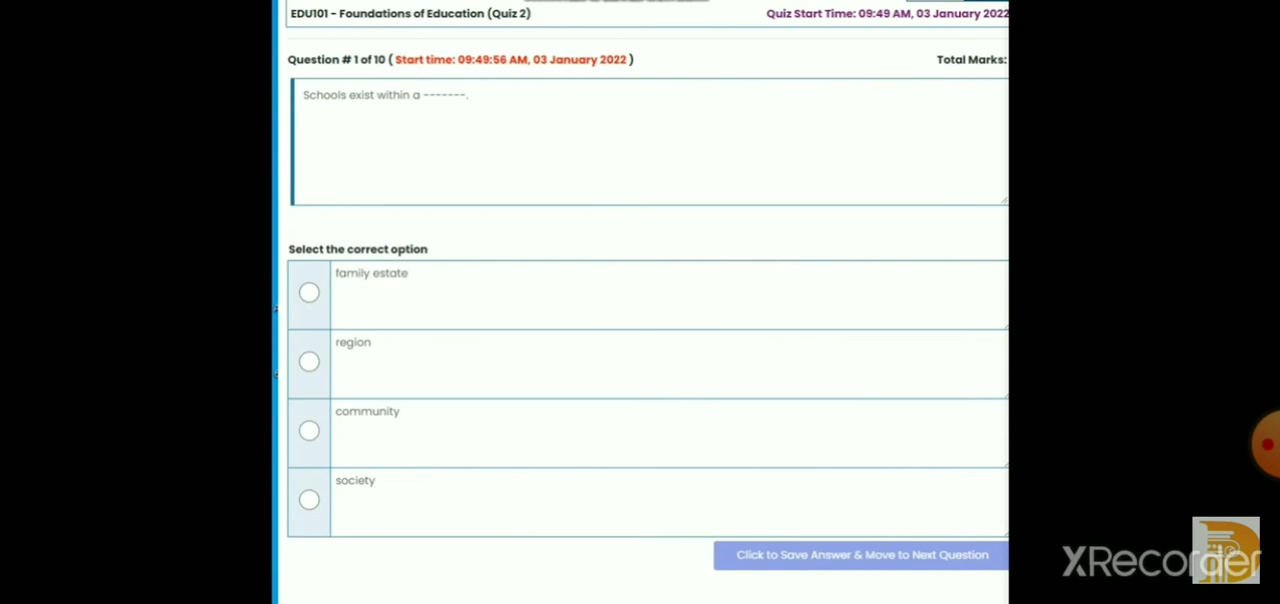 EDU101 - Foundations of Education (Quiz 2)
Quiz Start Time: 09:49 AM, 03 January 2022
Question # 1 of 10 ( Start time: 09:49:56 AM, 03 January 2022 )
Total Marks:
Schools exist within a -------.
Select the correct option
family estate
region
community
society
Click to Save Answer & Move to Next Question
XRecorder